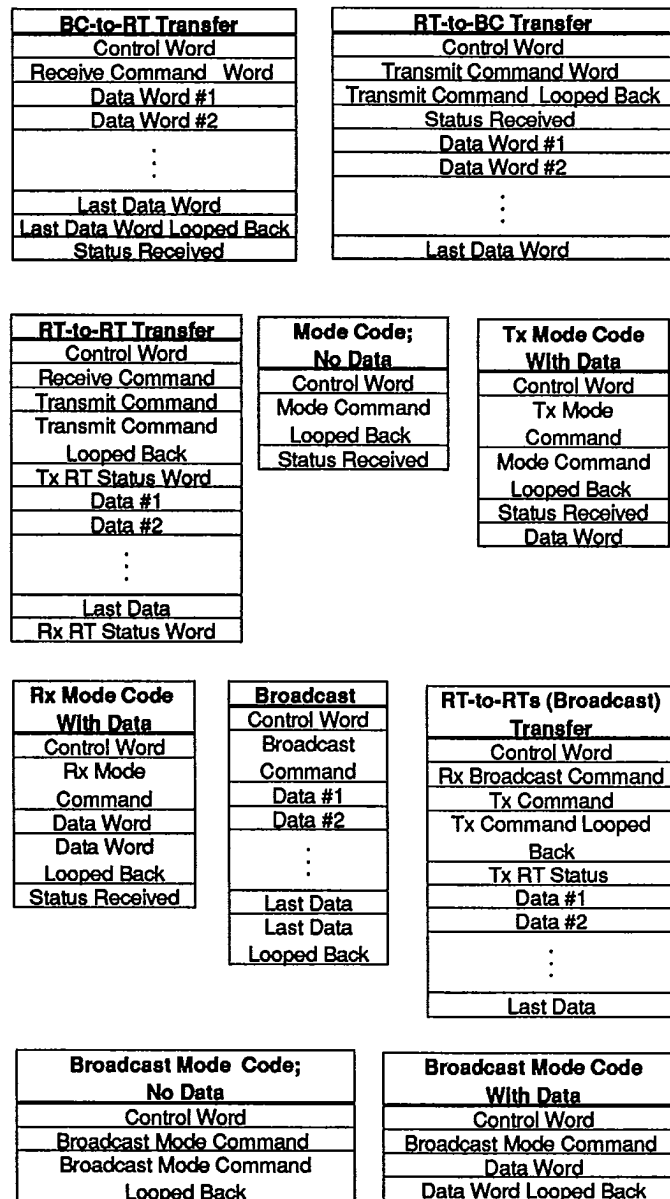 BC-to-RT Transfer
Control Word
Receive Command Word
Data Word #1
Data Word #2
Last Data Word
Last Data Word Looped Back
Status Received
RT-to-BC Transfer
Control Word
Transmit Command Word
Transmit Command Looped Back
Status Received
Data Word #1
Data Word #2
Last Data Word
RT-to-RT Transfer
Control Word
Receive Command
Transmit Command
Transmit Command
Looped Back
Tx RT Status Word
Data #1
Data #2
Last Data
Rx RT Status Word
Mode Code;
No Data
Control Word
Mode Command
Looped Back
Status Received
Tx Mode Code
With Data
Control Word
Tx Mode
Command
Mode Command
Looped Back
Status Received
Data Word
Rx Mode Code
With Data
Control Word
Rx Mode
Command
Data Word
Data Word
Looped Back
Status Received
Broadcast
Control Word
Broadcast
Command
Data #1
Data #2
Last Data
Last Data
Looped Back
RT-to-RTs (Broadcast)
Transfer
Control Word
Rx Broadcast Command
Tx Command
Tx Command Looped
Back
Tx RT Status
Data #1
Data #2
Last Data
Broadcast Mode Code;
No Data
Control Word
Broadcast Mode Command
Broadcast Mode Command
Looped Back
Broadcast Mode Code
With Data
Control Word
Broadcast Mode Command
Data Word
Data Word Looped Back